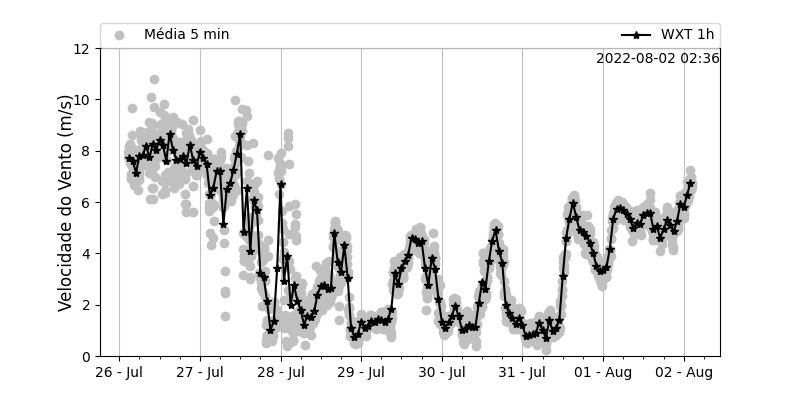 Média 5 min
WXT 1h
2022-08-02 02:36
Velocidade do Vento (m/s)
12
10
8
6
4
2
0
26 - Jul 27 - Jul 28 - Jul 29 - Jul 30 - Jul 31 - Jul 01 - Aug 02 - Aug